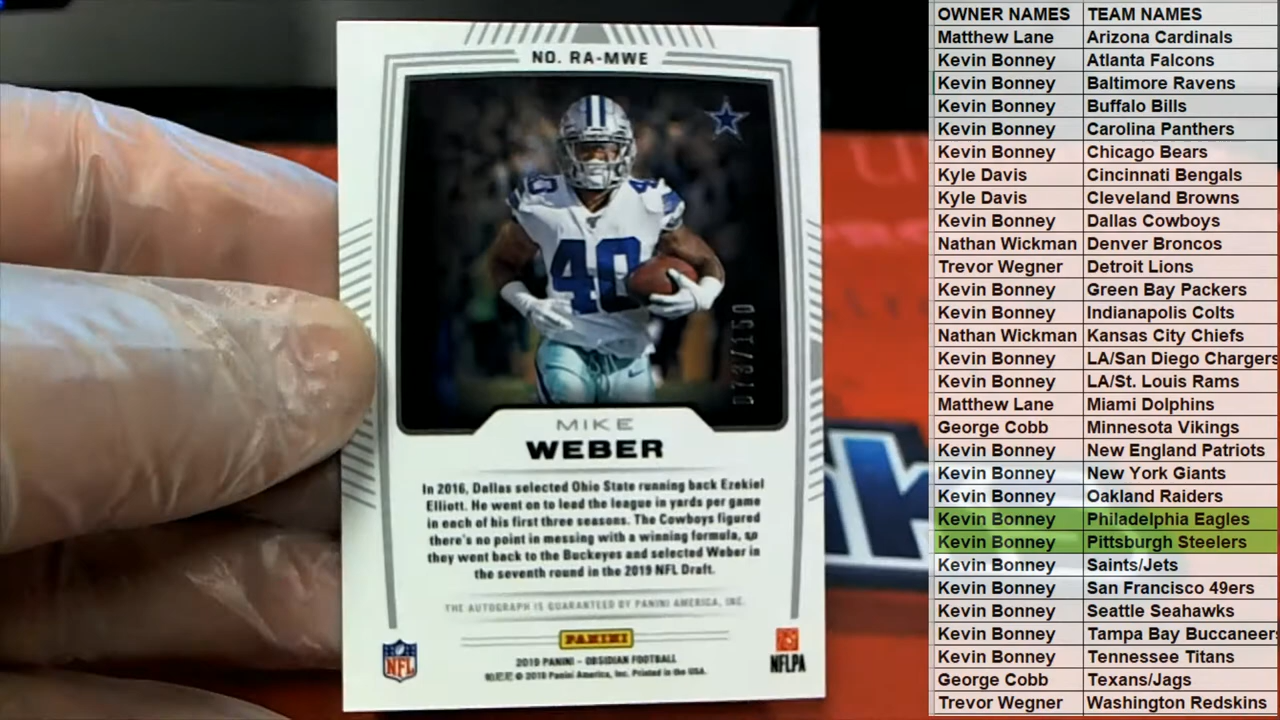 NO. RA-MWE
40
40
40
073/150
MIKE
WEBER
In 2016, Dallas selected Ohio State running back Ezekiel
Elliott. He went on to lead the league in yards per game
in each of his first three seasons. The Cowboys figured
there's no point in messing with a winning formula, so
they went back to the Buckeyes and selected Weber in
the seventh round in the 2019 NFL Draft.
THE AUTOGRAPH IS GUARANTEED BY PANINI AMERICA, INC.
PANINI
NFL
NFLPA
2019 PANINI - OBSIDIAN FOOTBALL
© 2019 Panini America, Inc. Printed in the USA.
OWNER NAMES TEAM NAMES
Matthew Lane Arizona Cardinals
Kevin Bonney Atlanta Falcons
Kevin Bonney Baltimore Ravens
Kevin Bonney Buffalo Bills
Kevin Bonney Carolina Panthers
Kevin Bonney Chicago Bears
Kyle Davis Cincinnati Bengals
Kyle Davis Cleveland Browns
Kevin Bonney Dallas Cowboys
Nathan Wickman Denver Broncos
Trevor Wegner Detroit Lions
Kevin Bonney Green Bay Packers
Kevin Bonney Indianapolis Colts
Nathan Wickman Kansas City Chiefs
Kevin Bonney LA/San Diego Chargers
Kevin Bonney LA/St. Louis Rams
Matthew Lane Miami Dolphins
George Cobb Minnesota Vikings
Kevin Bonney New England Patriots
Kevin Bonney New York Giants
Kevin Bonney Oakland Raiders
Kevin Bonney Philadelphia Eagles
Kevin Bonney Pittsburgh Steelers
Kevin Bonney Saints/Jets
Kevin Bonney San Francisco 49ers
Kevin Bonney Seattle Seahawks
Kevin Bonney Tampa Bay Buccaneer
Kevin Bonney Tennessee Titans
George Cobb Texans/Jags
Trevor Wegner Washington Redskins